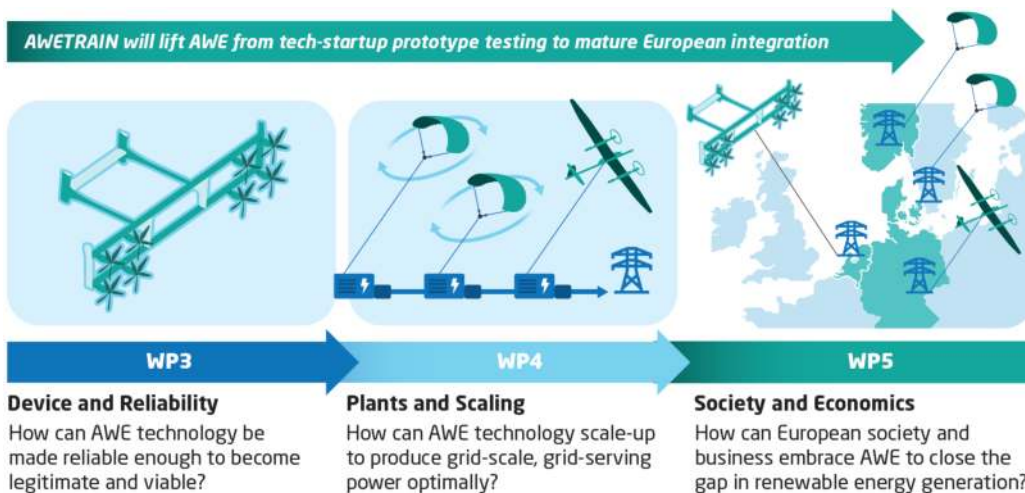 AWETRAIN will lift AWE from tech-startup prototype testing to mature European integration
WP3
WP4
WP5
Device and Reliability
How can AWE technology be
made reliable enough to become
legitimate and viable?
Plants and Scaling
How can AWE technology scale-up
to produce grid-scale, grid-serving
power optimally?
Society and Economics
How can European society and
business embrace AWE to close the
gap in renewable energy generation?